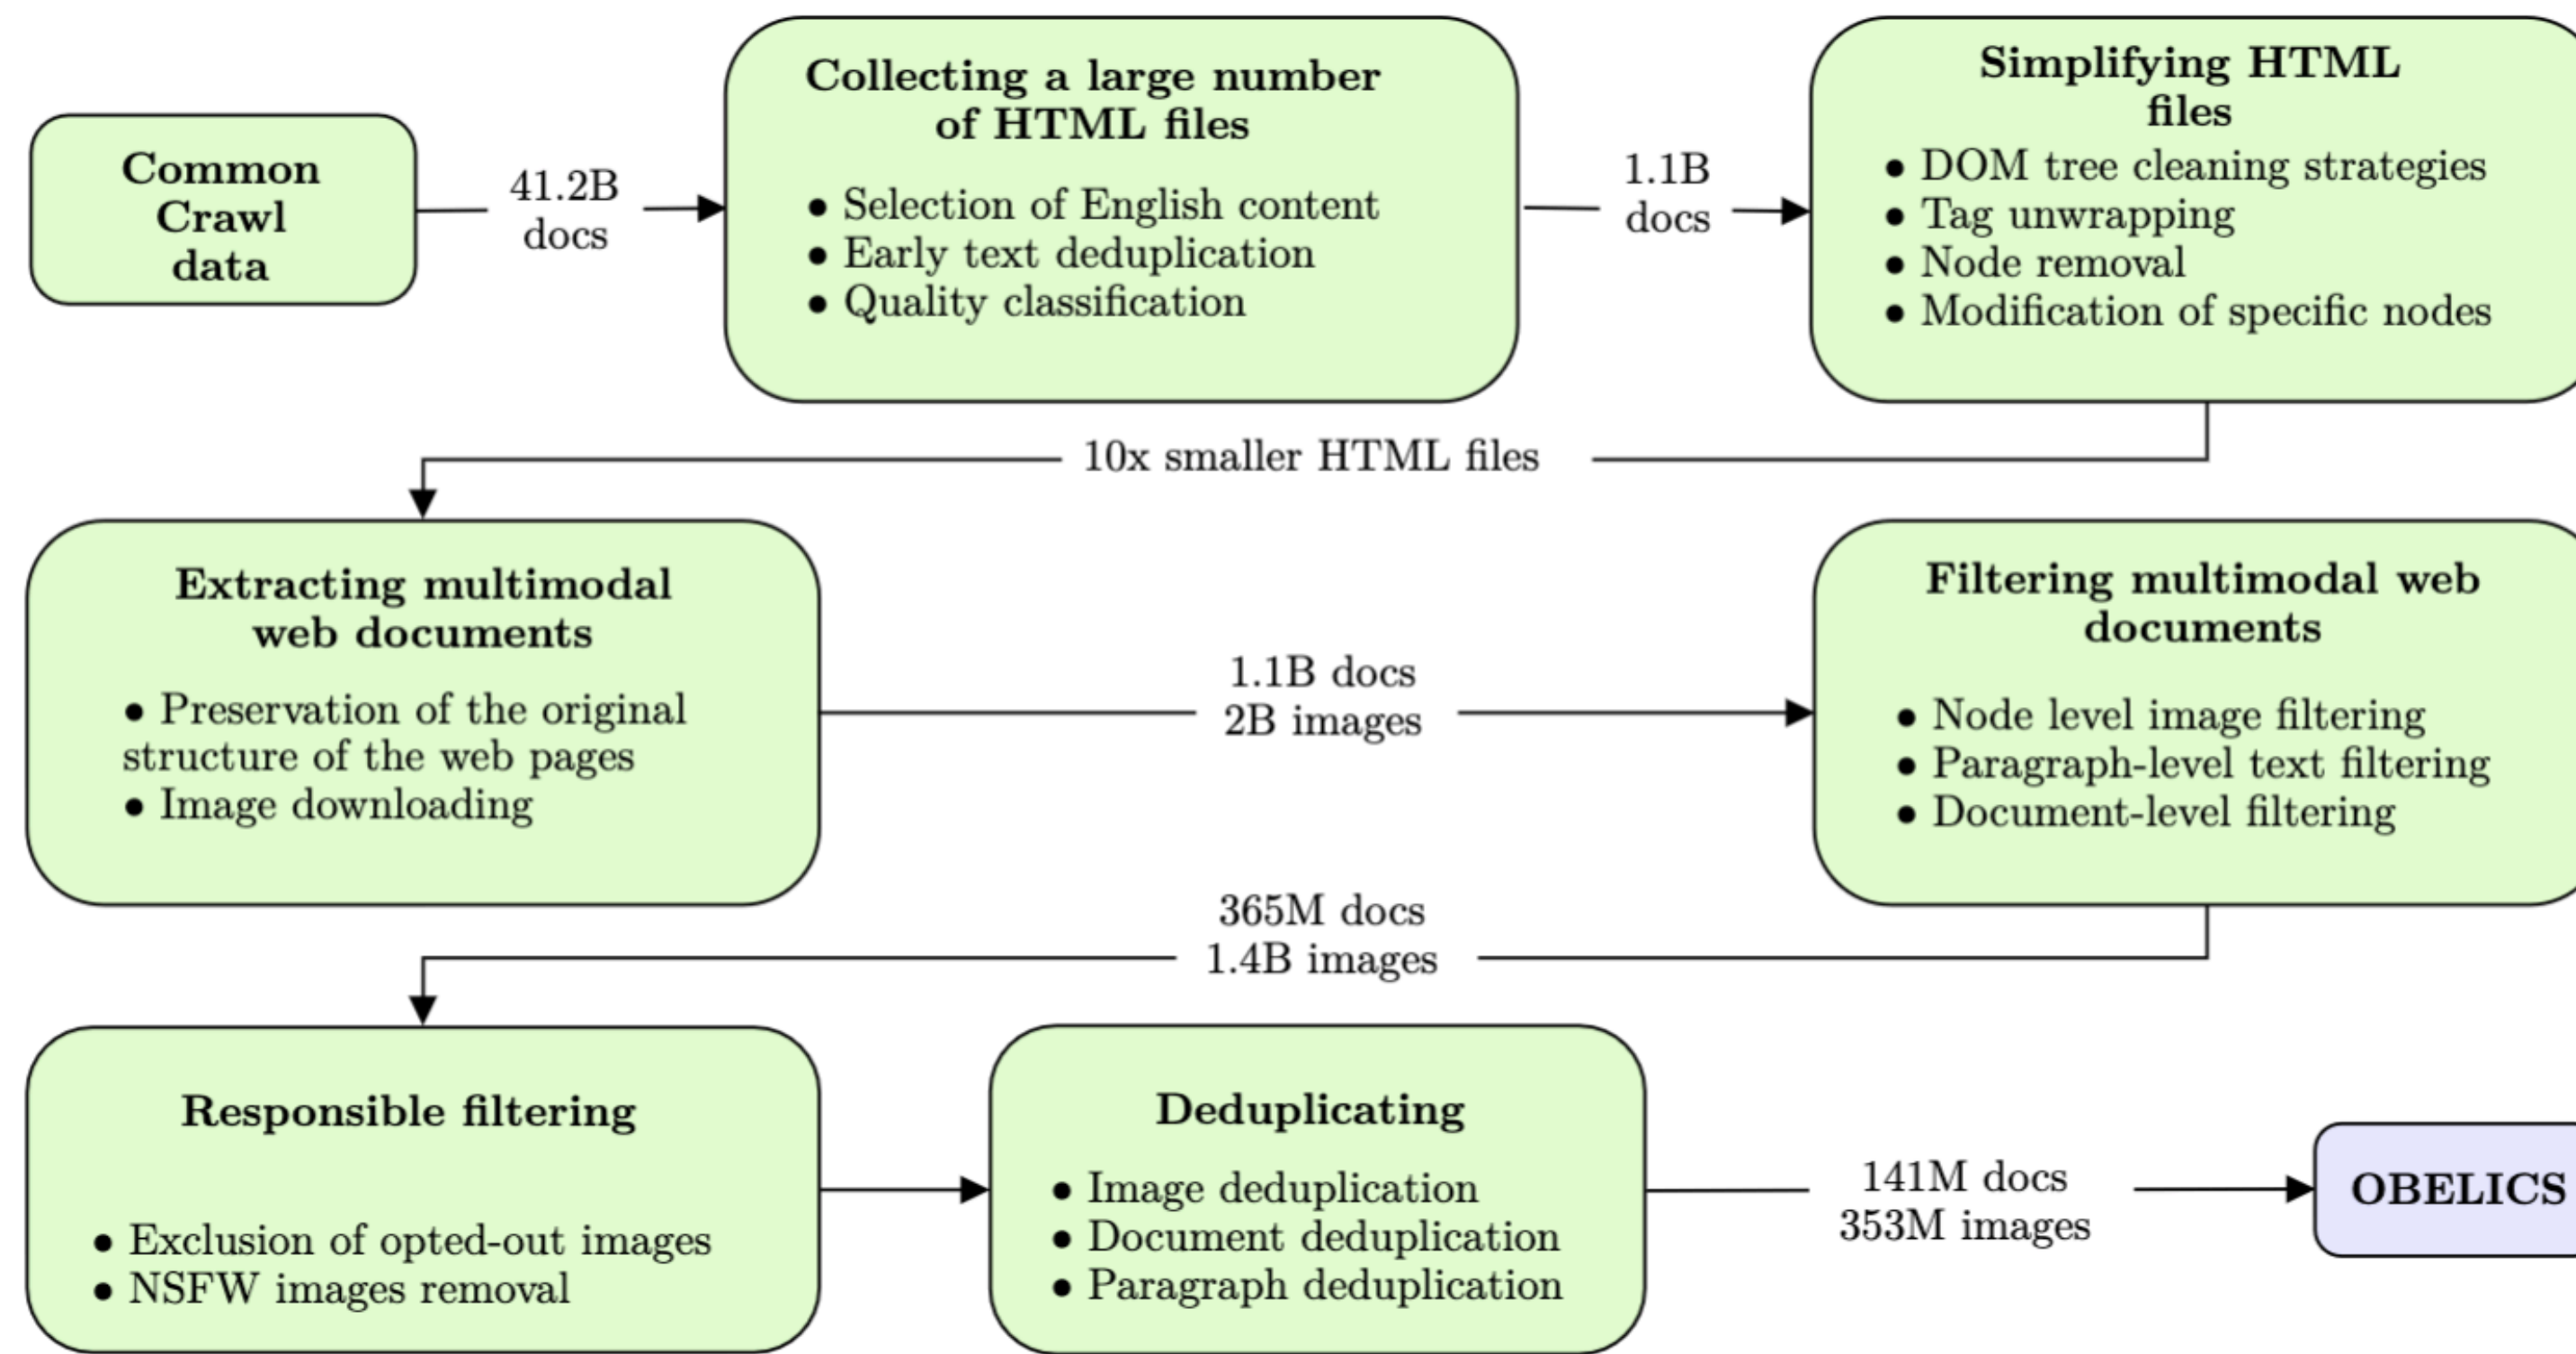 Common
Crawl
data
41.2B
docs
Collecting a large number
of HTML files
● Selection of English content
● Early text deduplication
● Quality classification
1.1B
docs
Simplifying HTML
files
● DOM tree cleaning strategies
● Tag unwrapping
● Node removal
● Modification of specific nodes
10x smaller HTML files
Extracting multimodal
web documents
● Preservation of the original
structure of the web pages
● Image downloading
1.1B docs
2B images
Filtering multimodal web
documents
● Node level image filtering
● Paragraph-level text filtering
● Document-level filtering
365M docs
1.4B images
Responsible filtering
● Exclusion of opted-out images
● NSFW images removal
Deduplicating
● Image deduplication
● Document deduplication
● Paragraph deduplication
141M docs
353M images
OBELICS